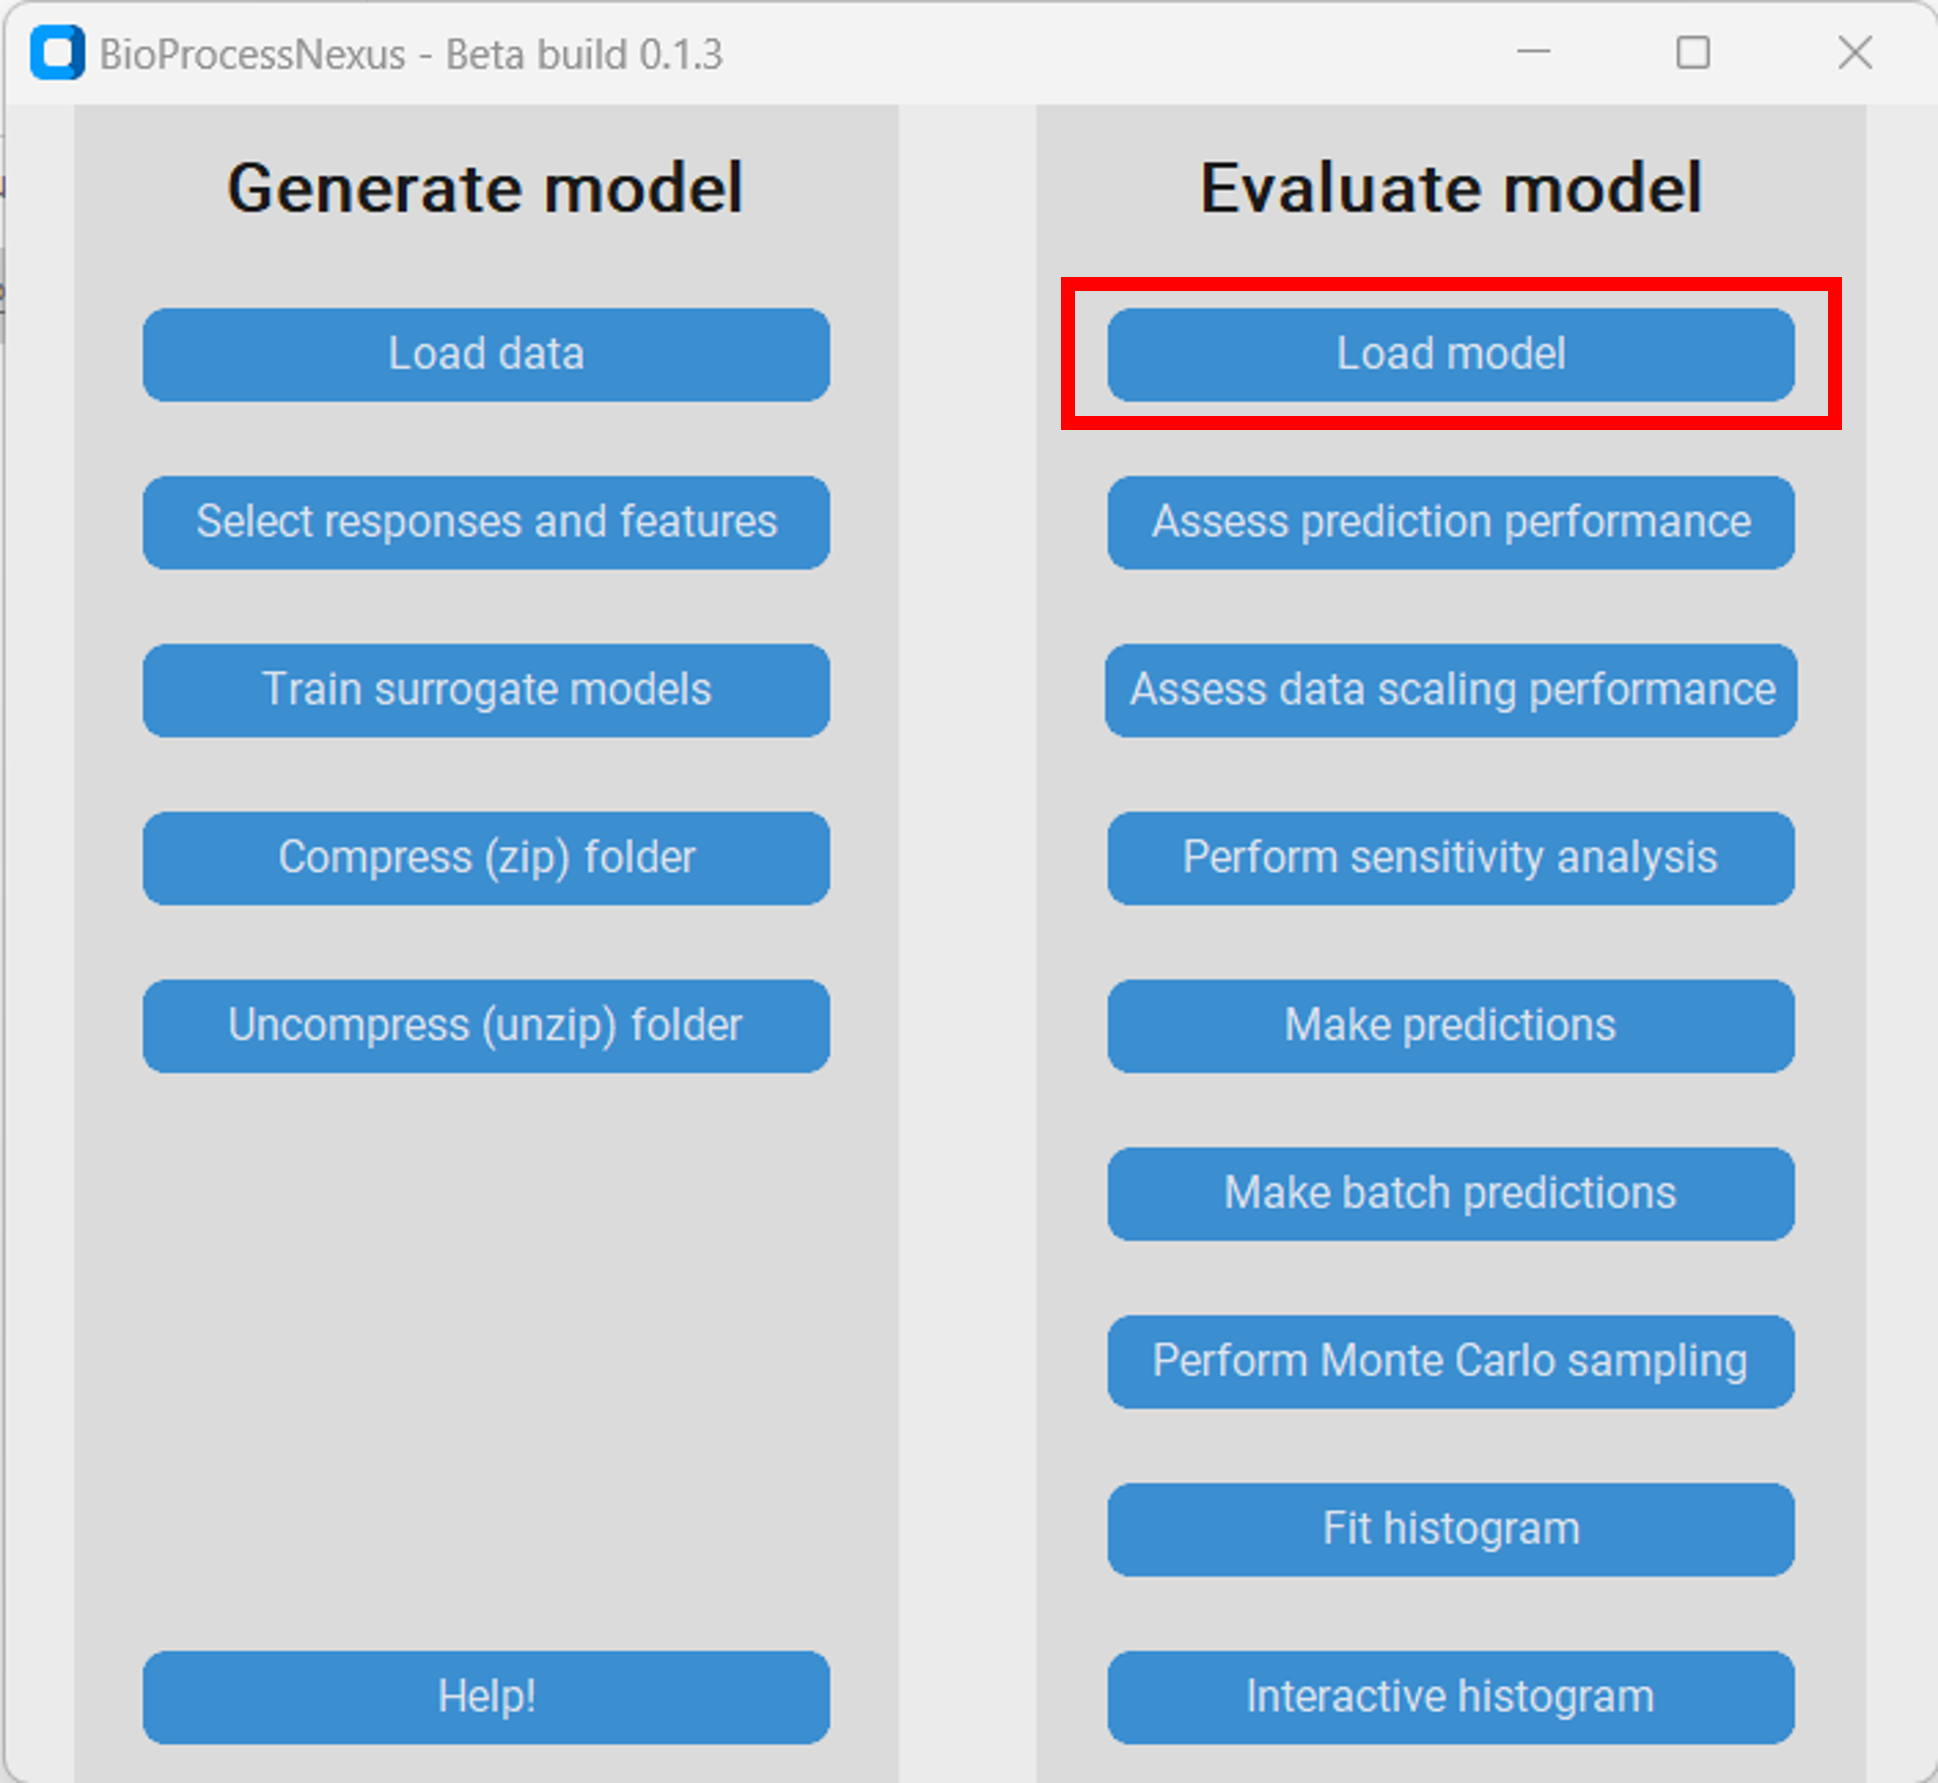 BioProcessNexus - Beta build 0.1.3
Generate model
Load data
Select responses and features
Train surrogate models
Compress (zip) folder
Uncompress (unzip) folder
Help!
Evaluate model
Load model
Assess prediction performance
Assess data scaling performance
Perform sensitivity analysis
Make predictions
Make batch predictions
Perform Monte Carlo sampling
Fit histogram
Interactive histogram